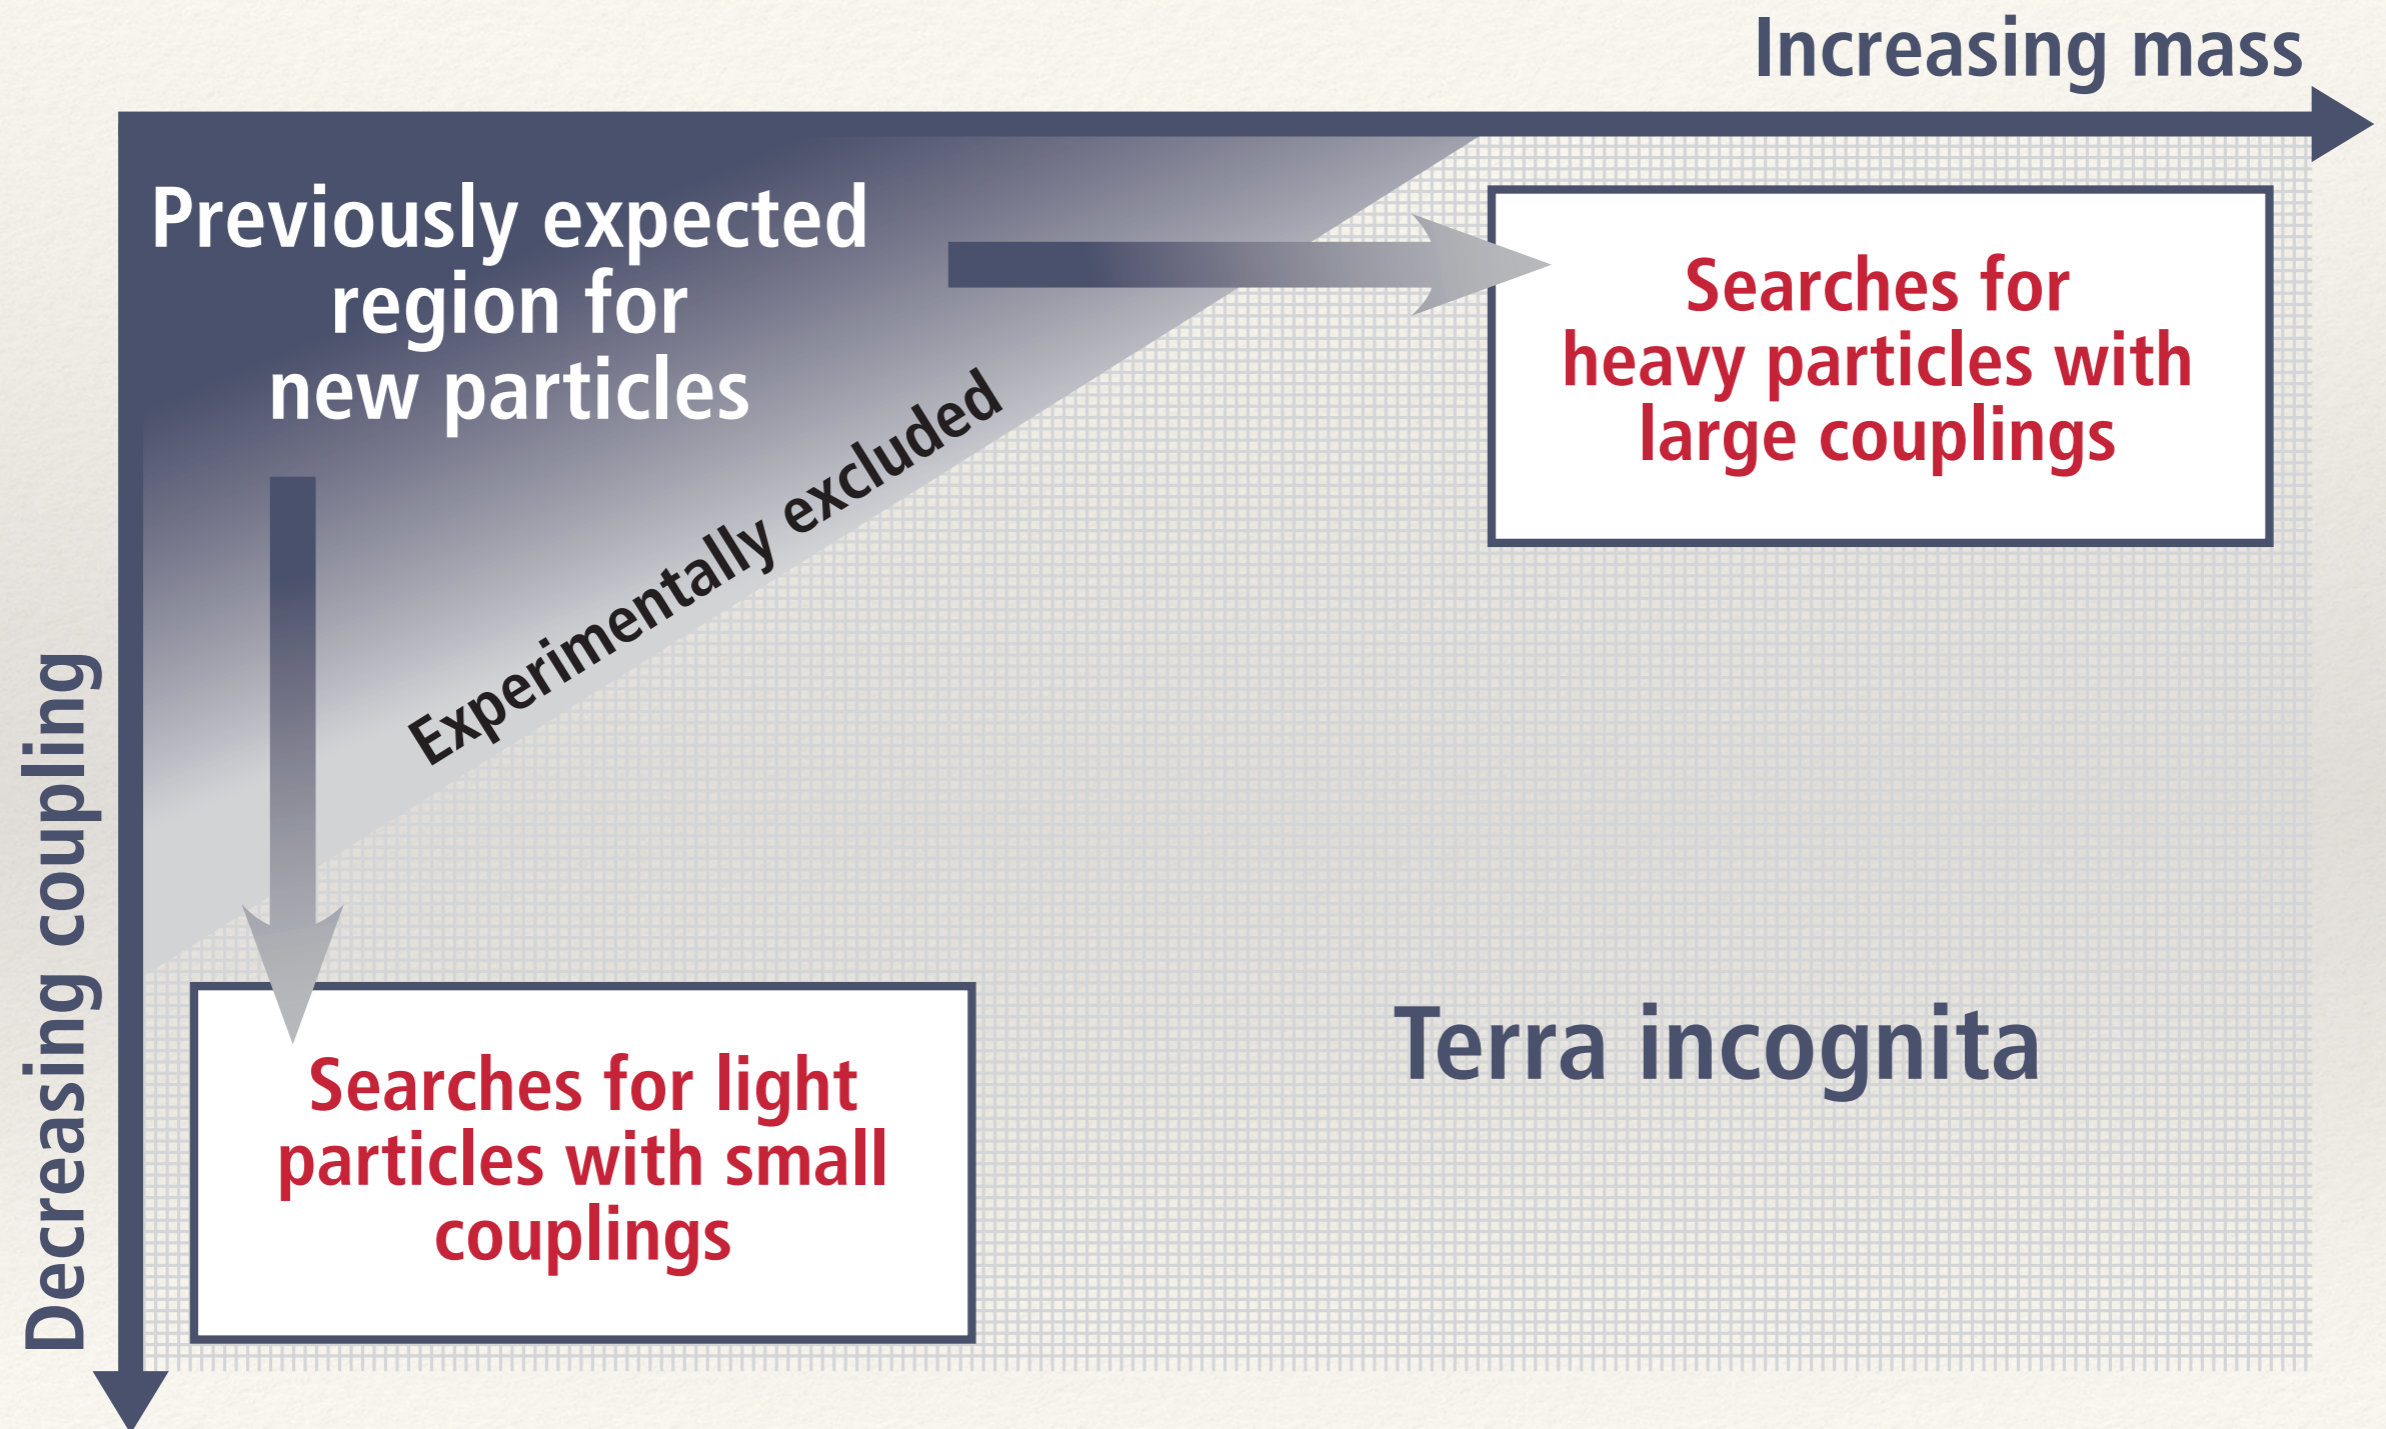 Increasing mass
Previously expected
region for
new particles
Searches for
heavy particles with
large couplings
Experimentally excluded
Decreasing coupling
Terra incognita
Searches for light
particles with small
couplings